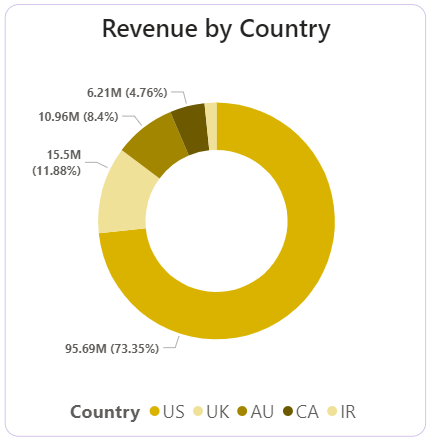 Revenue by Country
6.21M (4.76%)
10.96M (8.4%)
15.5M
(11.88%)
95.69M (73.35%)
Country US UK AU CA IR